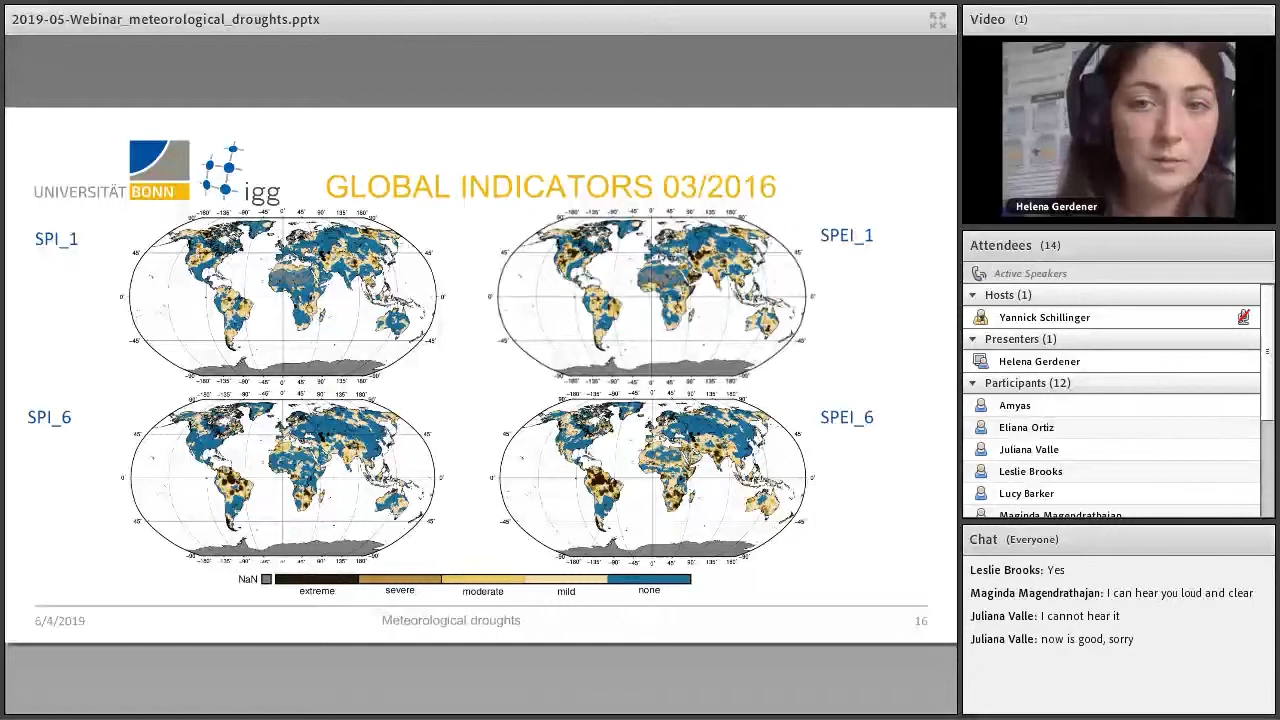 2019-05-Webinar_meteorological_droughts.pptx
UNIVERSITÄT BONN
igg
GLOBAL INDICATORS 03/2016
SPI_1
SPEI_1
SPI_6
SPEI_6
NaN
extreme severe moderate mild none
6/4/2019 Meteorological droughts 16
Video (1)
Helena Gerdener
Attendees (14)
Active Speakers
Hosts (1)
Yannick Schillinger
Presenters (1)
Helena Gerdener
Participants (12)
Amyas
Eliana Ortiz
Juliana Valle
Leslie Brooks
Lucy Barker
Maginda Magendrathajan
Chat (Everyone)
Leslie Brooks: Yes
Maginda Magendrathajan: I can hear you loud and clear
Juliana Valle: I cannot hear it
Juliana Valle: now is good, sorry